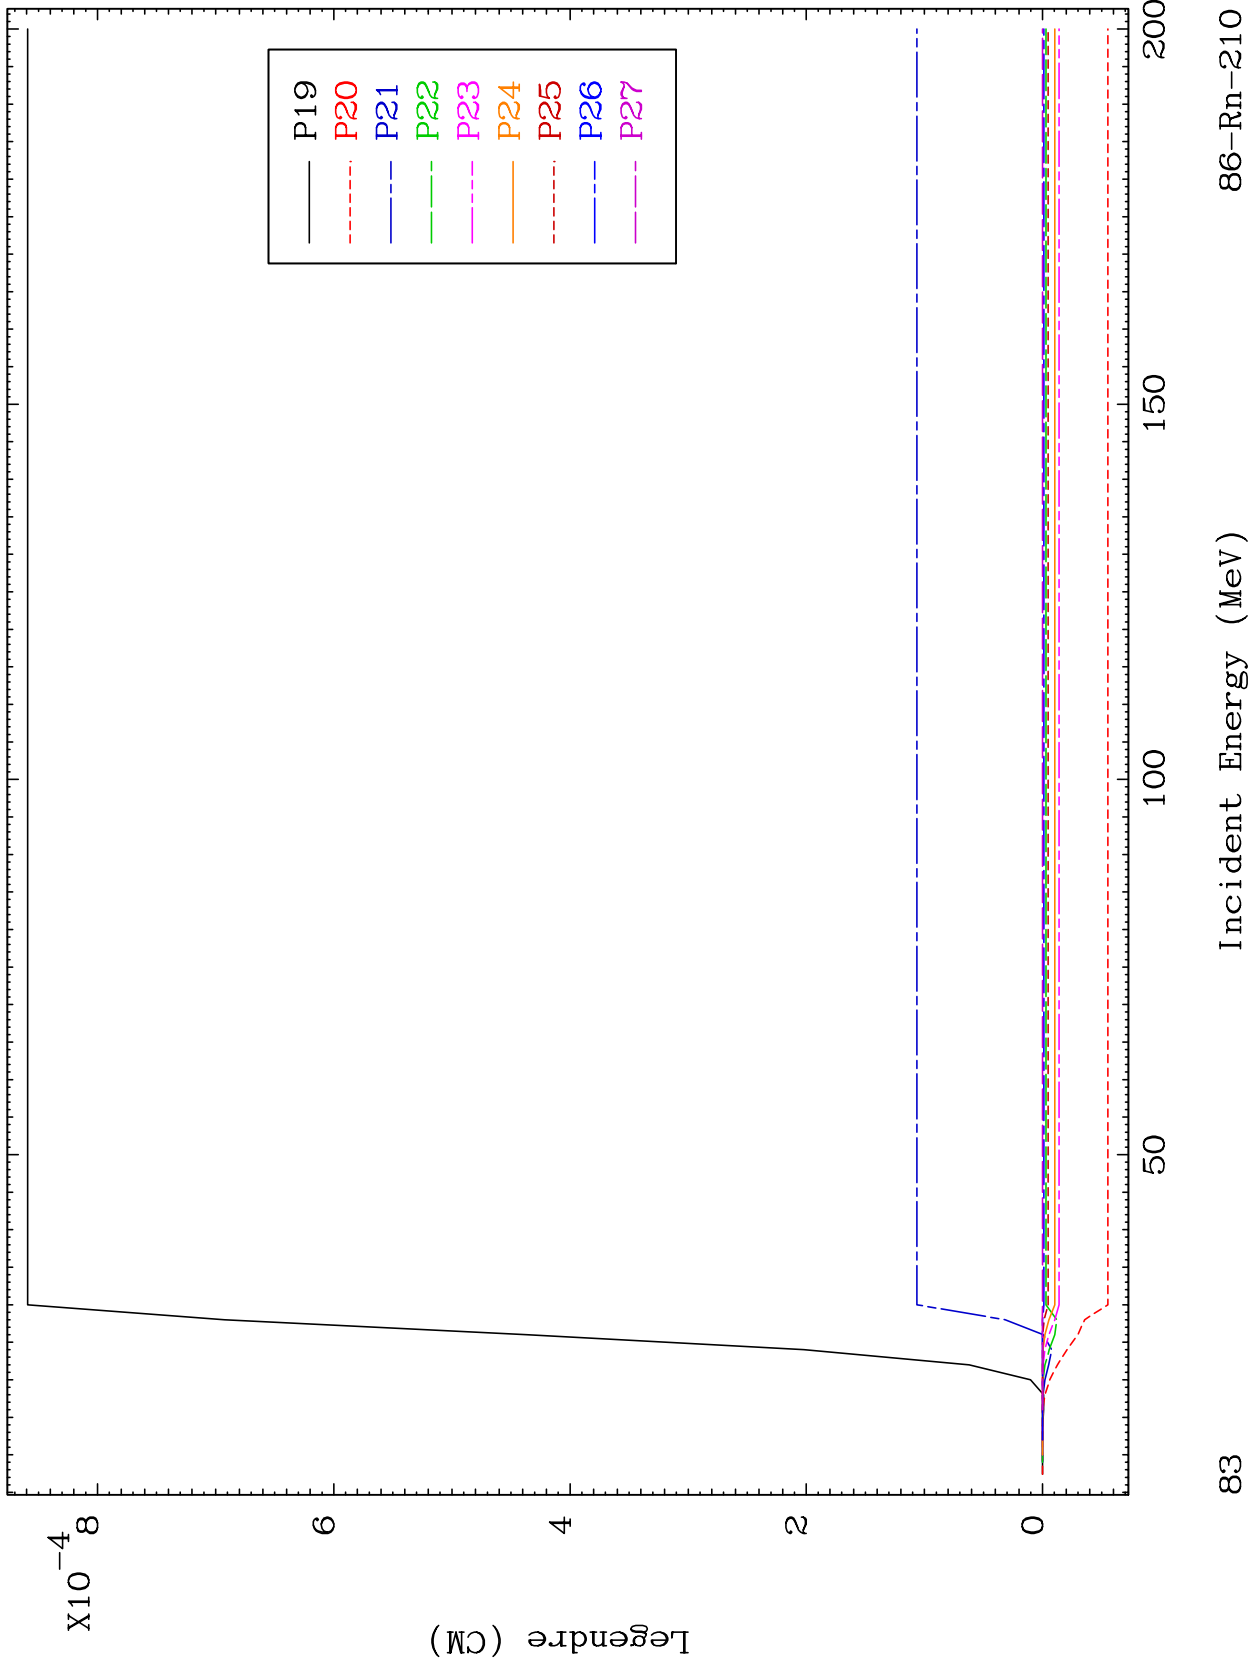 X10⁻⁴
8
6
4
2
0
Legendre (CM)
P19
P20
P21
P22
P23
P24
P25
P26
P27
50
100
150
200
Incident Energy (MeV)
83
86-Rn-210